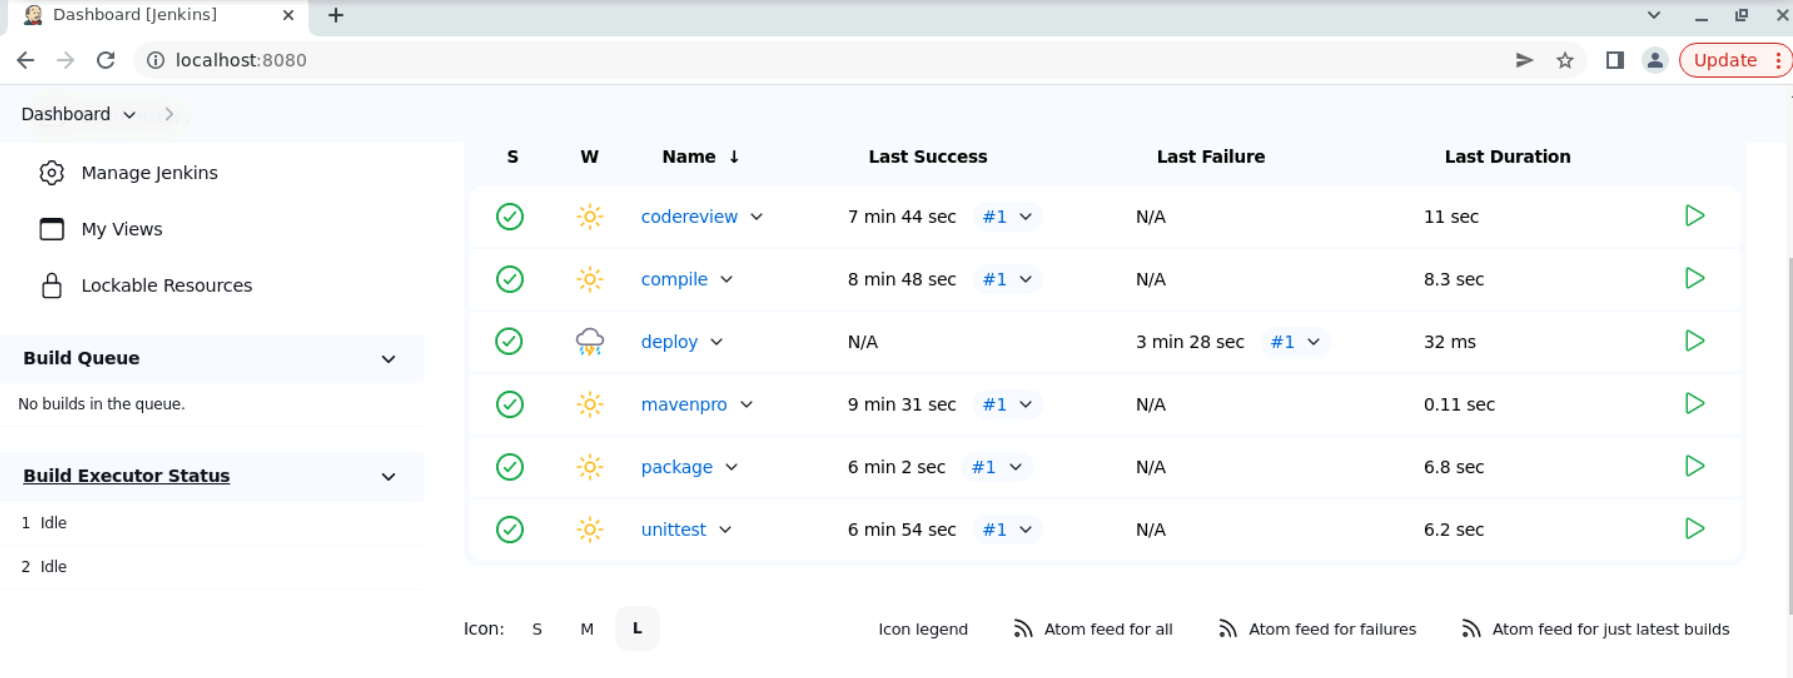 Dashboard [Jenkins]
localhost:8080
Update
Dashboard
Manage Jenkins
My Views
Lockable Resources
Build Queue
No builds in the queue.
Build Executor Status
1 Idle
2 Idle
S W Name ↓ Last Success Last Failure Last Duration
codereview 7 min 44 sec #1 N/A 11 sec
compile 8 min 48 sec #1 N/A 8.3 sec
deploy N/A 3 min 28 sec #1 32 ms
mavenpro 9 min 31 sec #1 N/A 0.11 sec
package 6 min 2 sec #1 N/A 6.8 sec
unittest 6 min 54 sec #1 N/A 6.2 sec
Icon: S M L Icon legend Atom feed for all Atom feed for failures Atom feed for just latest builds